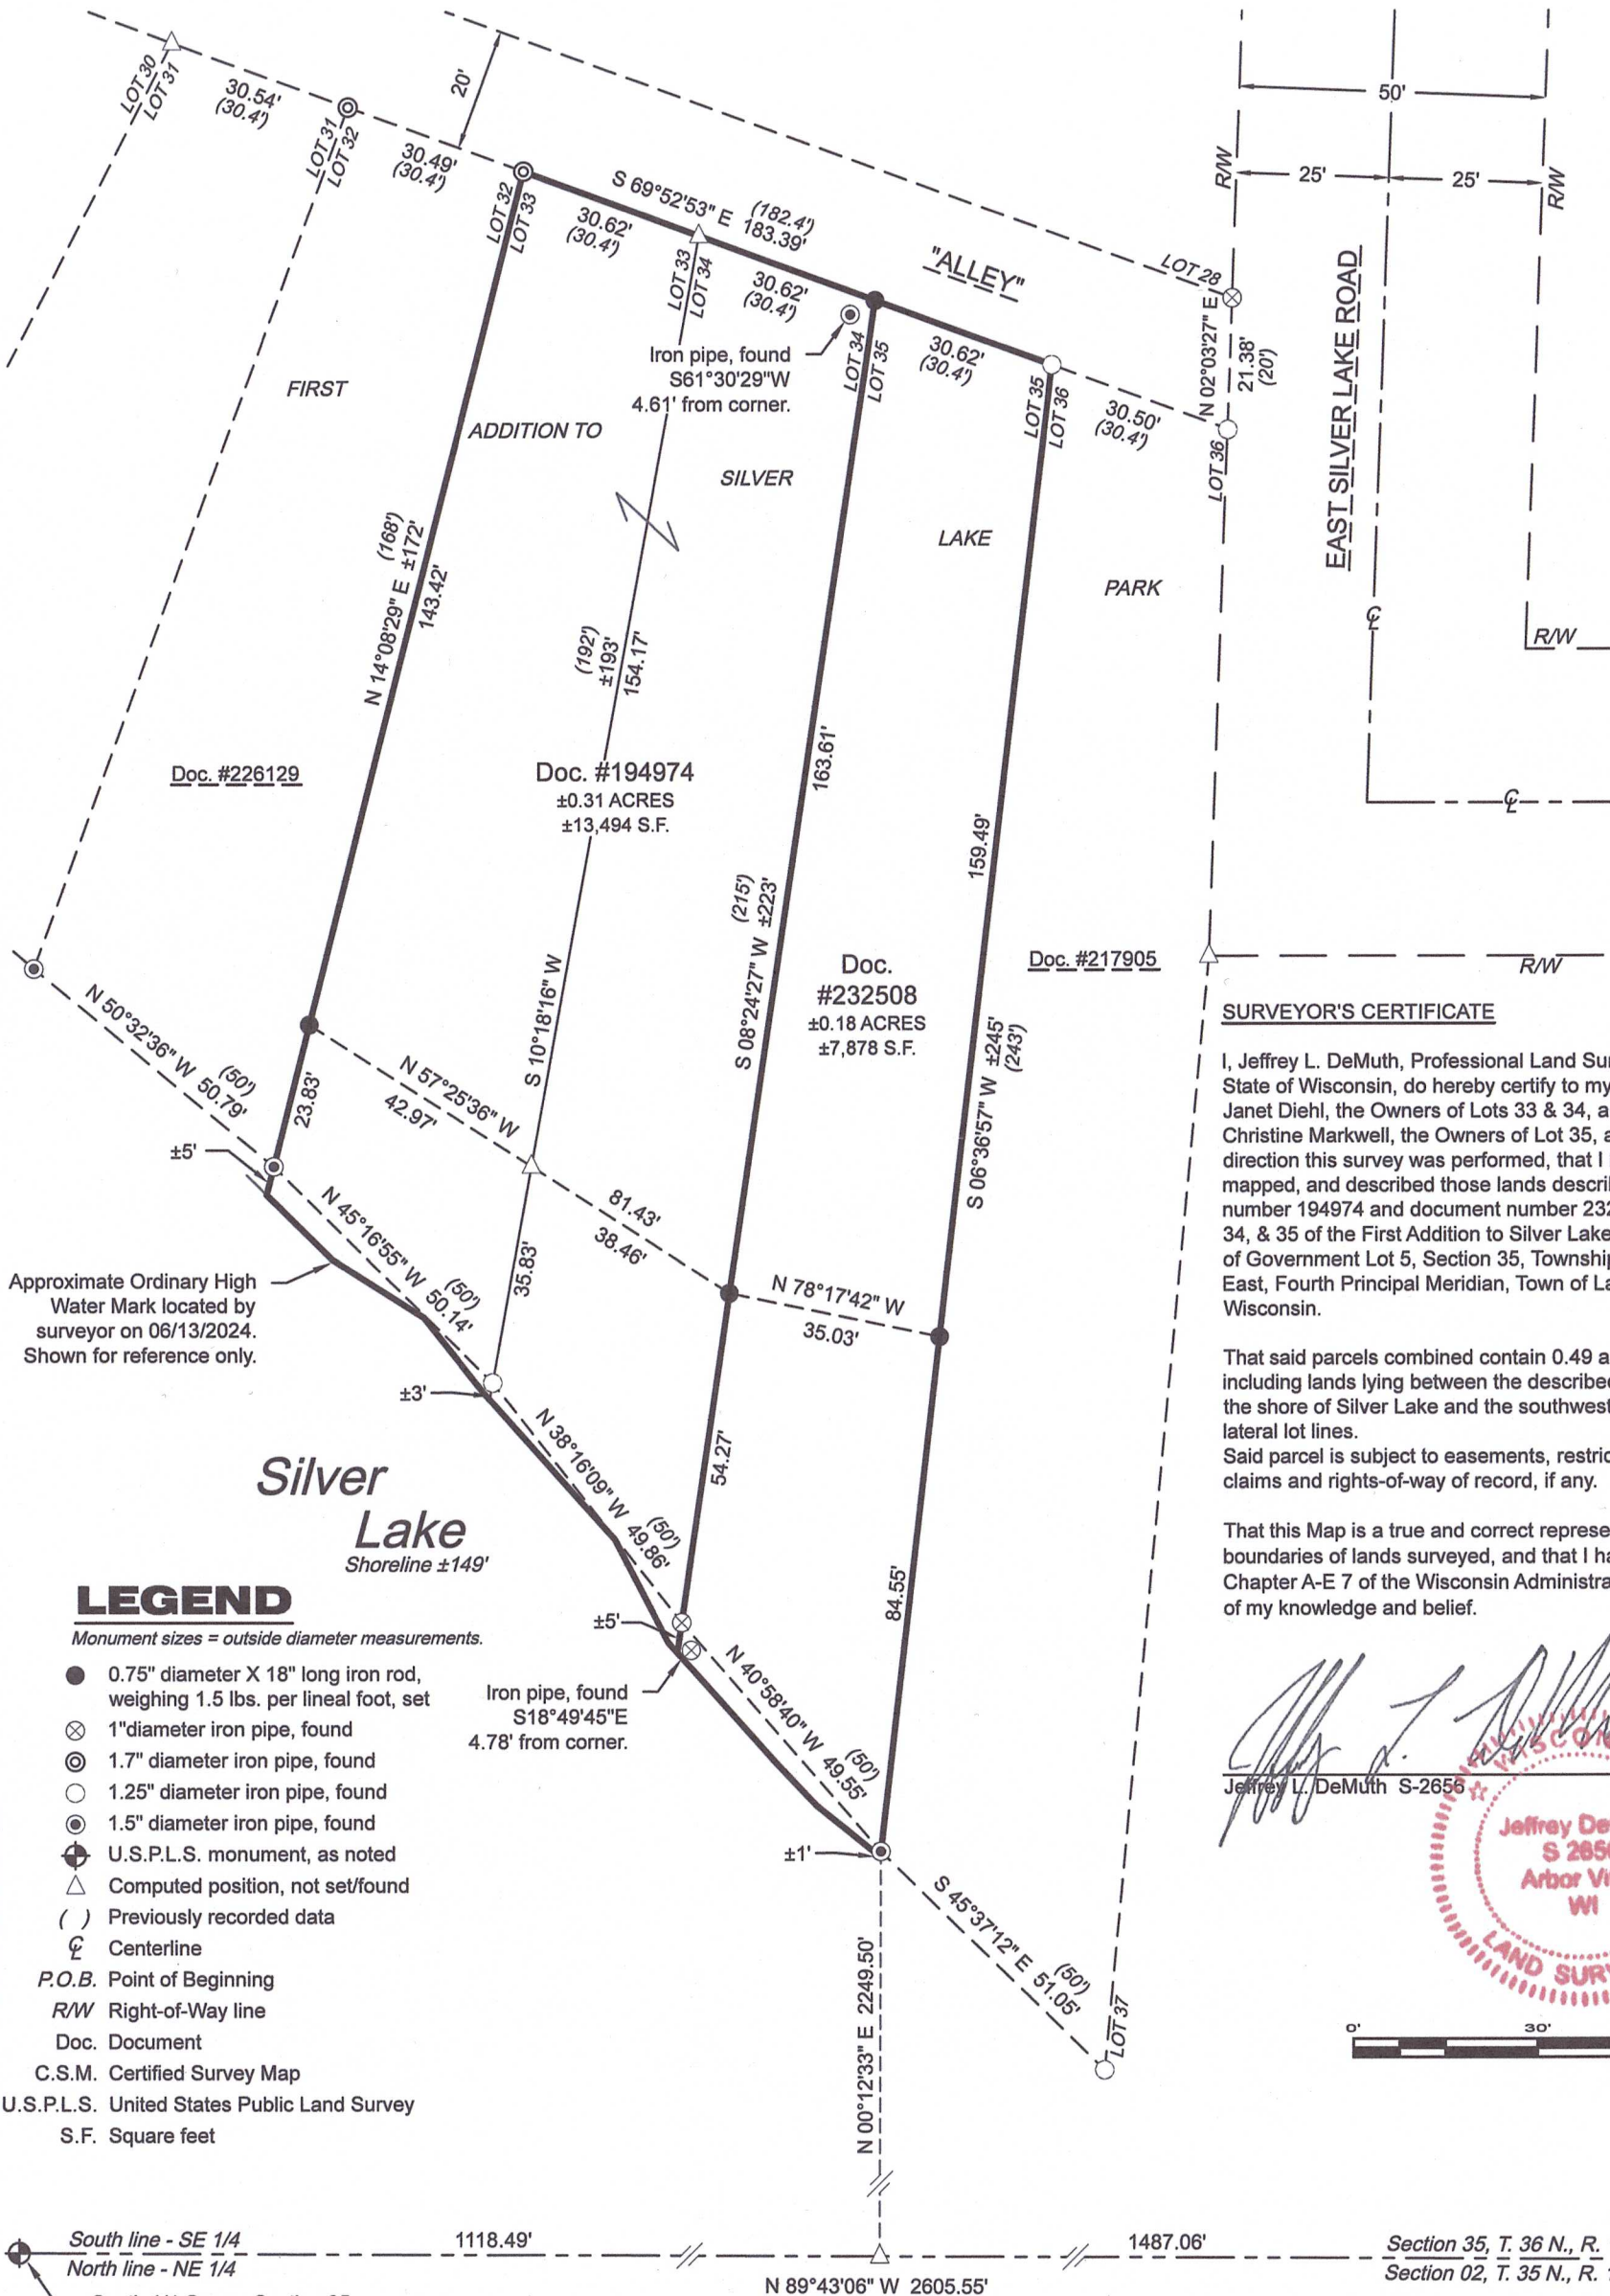 LOT 30
LOT 31
30.54'
(30.4')
LOT 31
LOT 32
30.49'
(30.4')
20'
LOT 32
LOT 33
S 69°52'53" E
(182.4')
183.39'
30.62'
(30.4')
LOT 33
LOT 34
30.62'
(30.4')
"ALLEY"
LOT 34
LOT 35
30.62'
(30.4')
LOT 35
LOT 36
30.50'
(30.4')
LOT 28
N 02°03'27" E
21.38'
(20')
LOT 36
50'
R/W
25'
25'
R/W
EAST SILVER LAKE ROAD
℄
R/W
℄
Iron pipe, found
S61°30'29"W
4.61' from corner.
FIRST
ADDITION TO
SILVER
LAKE
PARK
N 14°08'29" E
(168')
±172'
143.42'
(192')
±193'
154.17'
163.61'
159.49'
Doc. #226129
Doc. #194974
±0.31 ACRES
±13,494 S.F.
S 10°18'16" W
S 08°24'27" W
(215')
±223'
Doc.
#232508
±0.18 ACRES
±7,878 S.F.
S 06°36'57" W
±245'
(243')
Doc. #217905
R/W
N 50°32'36" W
(50')
50.79'
23.83'
N 57°25'36" W
42.97'
±5'
N 45°16'55" W
(50')
50.14'
81.43'
38.46'
35.83'
N 78°17'42" W
35.03'
Approximate Ordinary High
Water Mark located by
surveyor on 06/13/2024.
Shown for reference only.
±3'
N 38°16'09" W
(50')
49.86'
54.27'
84.55'
Silver
Lake
Shoreline ±149'
±5'
Iron pipe, found
S18°49'45"E
4.78' from corner.
N 40°58'40" W
(50')
49.55'
±1'
S 45°37'12" E
(50')
51.05'
LOT 37
N 00°12'33" E 2249.50'
LEGEND
Monument sizes = outside diameter measurements.
0.75" diameter X 18" long iron rod,
weighing 1.5 lbs. per lineal foot, set
1"diameter iron pipe, found
1.7" diameter iron pipe, found
1.25" diameter iron pipe, found
1.5" diameter iron pipe, found
U.S.P.L.S. monument, as noted
Computed position, not set/found
( ) Previously recorded data
℄ Centerline
P.O.B. Point of Beginning
R/W Right-of-Way line
Doc. Document
C.S.M. Certified Survey Map
U.S.P.L.S. United States Public Land Survey
S.F. Square feet
SURVEYOR'S CERTIFICATE
I, Jeffrey L. DeMuth, Professional Land Sur
State of Wisconsin, do hereby certify to my
Janet Diehl, the Owners of Lots 33 & 34, a
Christine Markwell, the Owners of Lot 35, a
direction this survey was performed, that I
mapped, and described those lands descri
number 194974 and document number 232
34, & 35 of the First Addition to Silver Lake
of Government Lot 5, Section 35, Township
East, Fourth Principal Meridian, Town of La
Wisconsin.
That said parcels combined contain 0.49 a
including lands lying between the described
the shore of Silver Lake and the southwest
lateral lot lines.
Said parcel is subject to easements, restric
claims and rights-of-way of record, if any.
That this Map is a true and correct represe
boundaries of lands surveyed, and that I ha
Chapter A-E 7 of the Wisconsin Administra
of my knowledge and belief.
Jeffrey L. DeMuth S-2656
WISCON
Jeffrey De
S 265
Arbor Vi
WI
LAND SUR
0' 30'
South line - SE 1/4
North line - NE 1/4
1118.49'
1487.06'
N 89°43'06" W 2605.55'
Section 35, T. 36 N., R.
Section 02, T. 35 N., R.